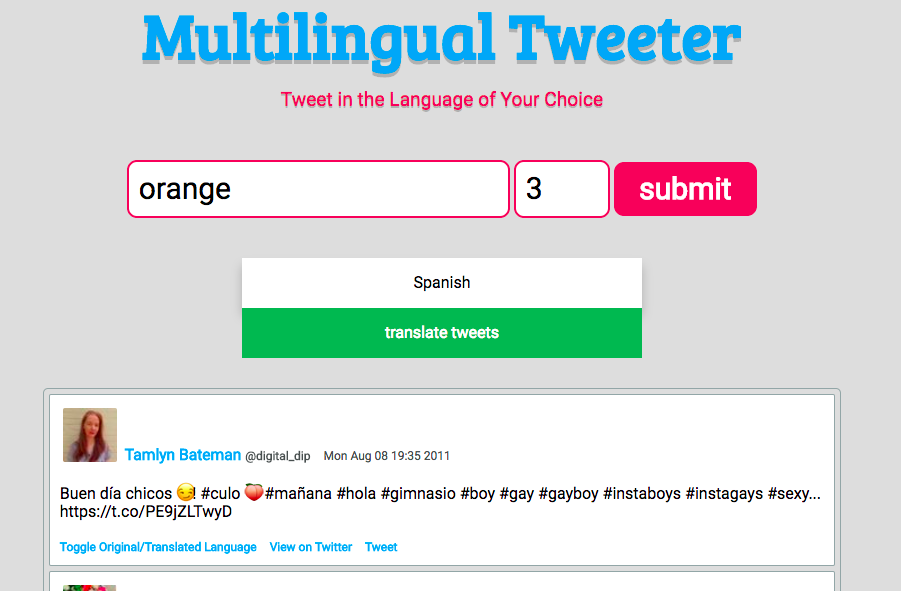 Multilingual Tweeter
Tweet in the Language of Your Choice
orange 3 submit
Spanish
translate tweets
Tamlyn Bateman @digital_dip Mon Aug 08 19:35 2011
Buen día chicos 😏! #culo 🍑#mañana #hola #gimnasio #boy #gay #gayboy #instaboys #instagays #sexy...
https://t.co/PE9jZLTwyD
Toggle Original/Translated Language View on Twitter Tweet